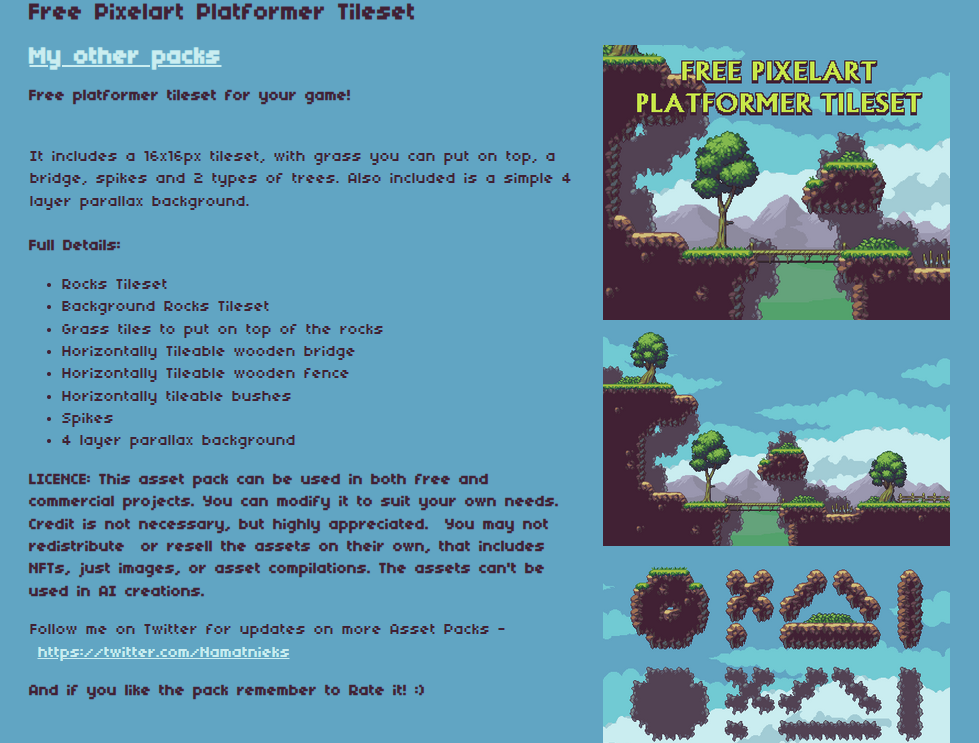 Free Pixelart Platformer Tileset
My other packs
Free platformer tileset for your game!
It includes a 16x16px tileset, with grass you can put on top, a
bridge, spikes and 2 types of trees. Also included is a simple 4
layer parallax background.
Full Details:
• Rocks Tileset
• Background Rocks Tileset
• Grass tiles to put on top of the rocks
• Horizontally Tileable wooden bridge
• Horizontally Tileable wooden fence
• Horizontally tileable bushes
• Spikes
• 4 layer parallax background
LICENCE: This asset pack can be used in both free and
commercial projects. You can modify it to suit your own needs.
Credit is not necessary, but highly appreciated.  You may not
redistribute  or resell the assets on their own, that includes
NFTs, just images, or asset compilations. The assets can't be
used in AI creations.
Follow me on Twitter for updates on more Asset Packs -
https://twitter.com/Namatnieks
And if you like the pack remember to Rate it! :)
FREE PIXELART
PLATFORMER TILESET